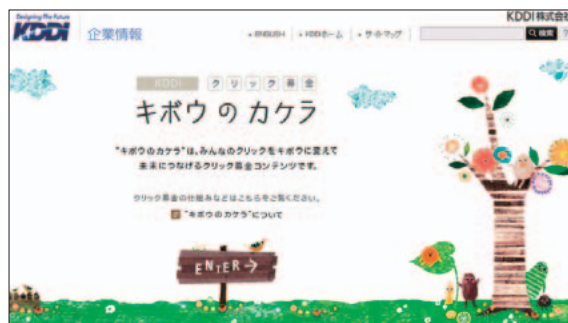 Designing The Future
KDDI
企業情報
ENGLISH
KDDIホーム
サイトマップ
KDDI株式会社
検索
KDDI クリック募金
キボウのカケラ
"キボウのカケラ"は、みんなのクリックをキボウに変えて
未来につなげるクリック募金コンテンツです。
クリック募金の仕組みなどはこちらをご覧ください。
"キボウのカケラ"について
ENTER→